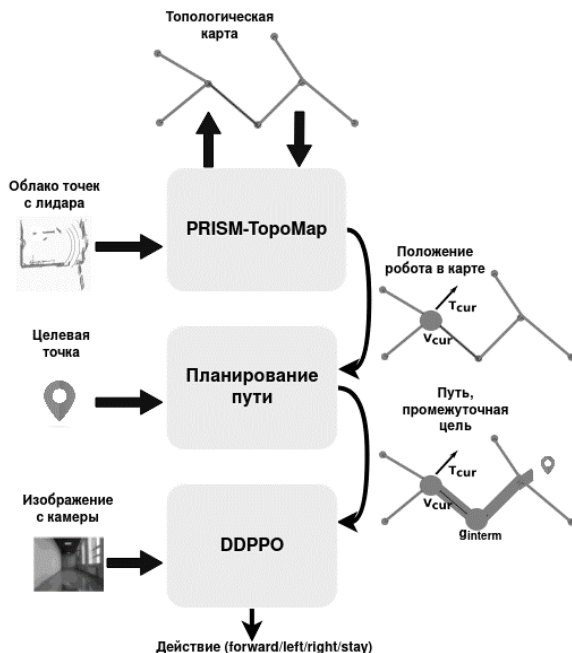 Топологическая
карта
Облако точек
с лидара
PRISM-TopoMap
Положение
робота в карте
Tcur
Vcur
Целевая
точка
Планирование
пути
Путь,
промежуточная
цель
Tcur
Vcur
ginterm
Изображение
с камеры
DDPPO
Действие (forward/left/right/stay)